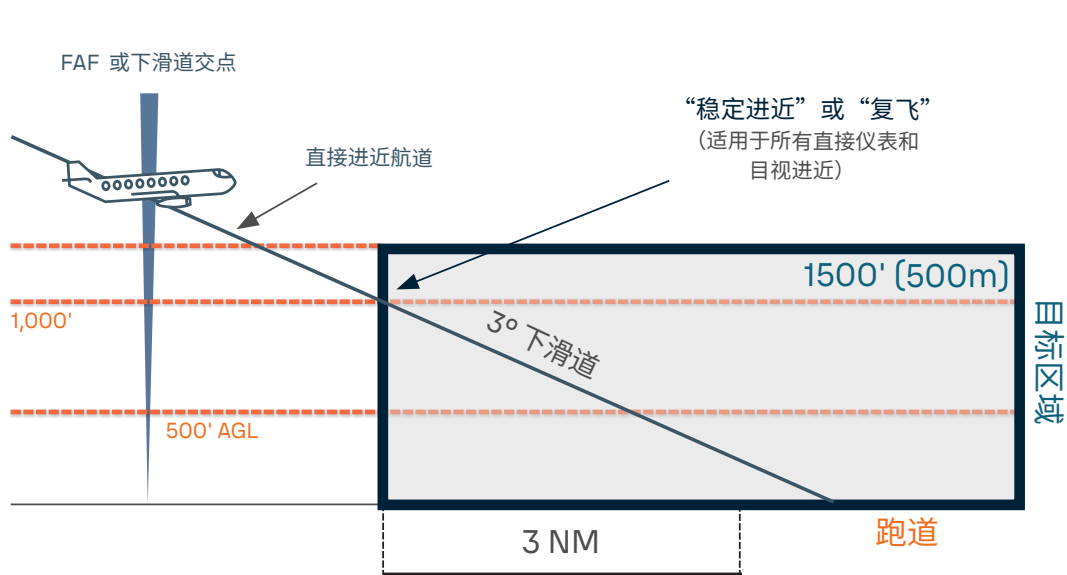 FAF 或下滑道交点
“稳定进近”或“复飞”
（适用于所有直接仪表和
目视进近）
直接进近航道
1500' (500m)
1,000'
3º 下滑道
目标区域
500' AGL
跑道
3 NM